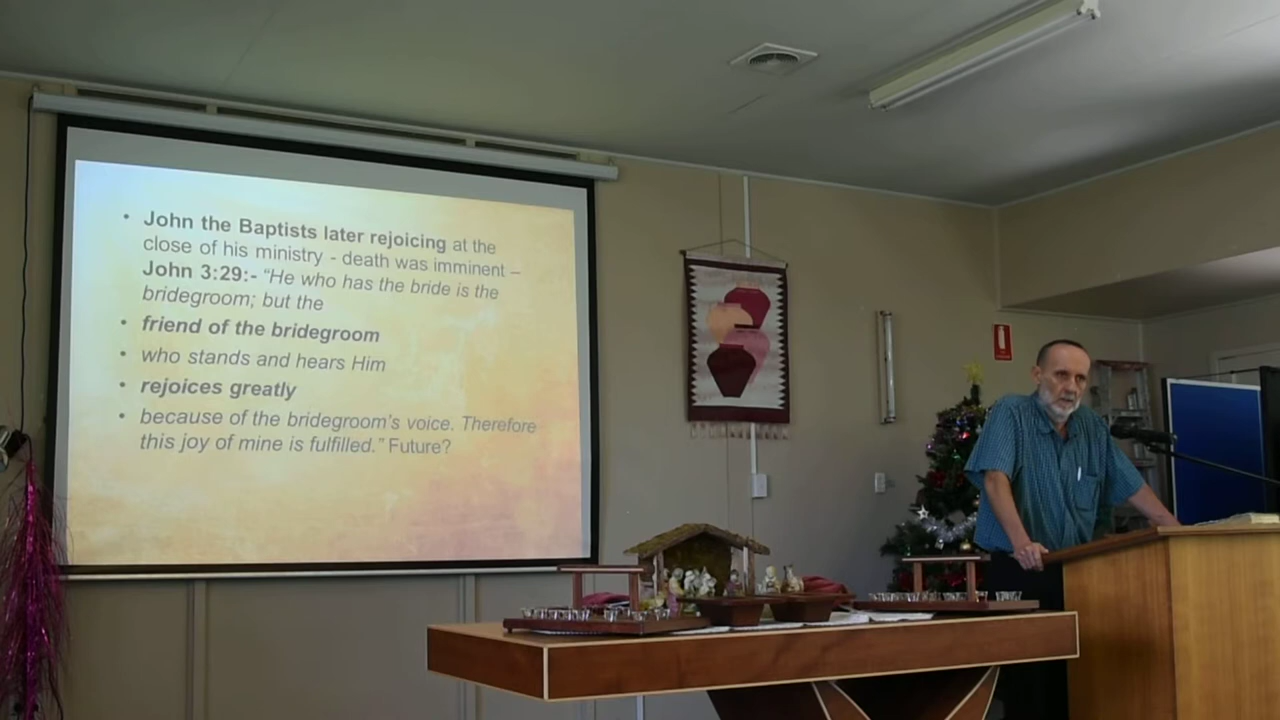 • John the Baptists later rejoicing at the
close of his ministry - death was imminent –
John 3:29:- “He who has the bride is the
bridegroom; but the
• friend of the bridegroom
• who stands and hears Him
• rejoices greatly
• because of the bridegroom’s voice. Therefore
this joy of mine is fulfilled.” Future?